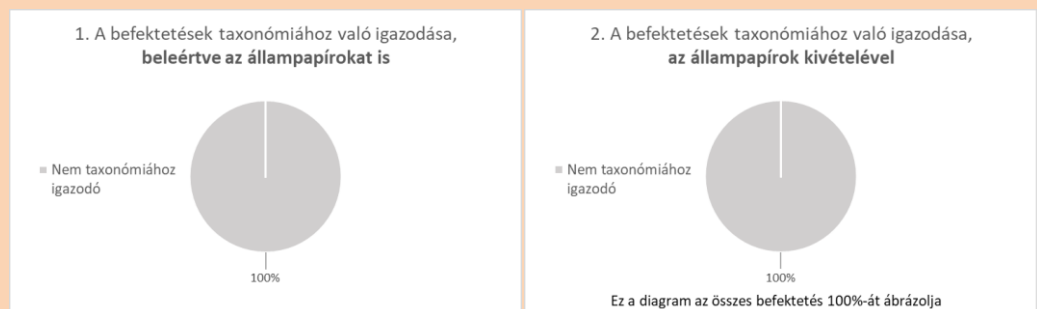 1. A befektetések taxonómiához való igazodása,
beleértve az állampapírokat is
Nem taxonómiához
igazodó
100%
2. A befektetések taxonómiához való igazodása,
az állampapírok kivételével
Nem taxonómiához
igazodó
100%
Ez a diagram az összes befektetés 100%-át ábrázolja